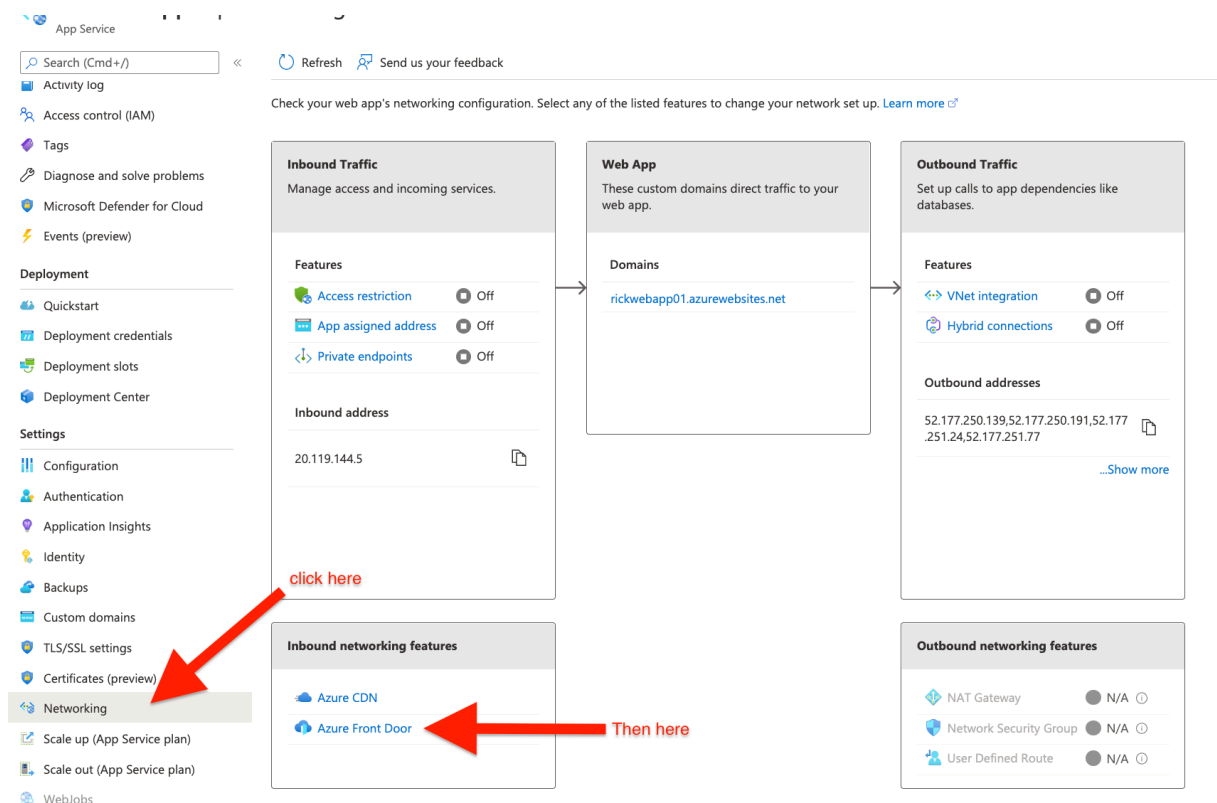 App Service
Search (Cmd+/)
«
Refresh
Send us your feedback
Activity log
Access control (IAM)
Tags
Diagnose and solve problems
Microsoft Defender for Cloud
Events (preview)
Deployment
Quickstart
Deployment credentials
Deployment slots
Deployment Center
Settings
Configuration
Authentication
Application Insights
Identity
Backups
Custom domains
TLS/SSL settings
Certificates (preview)
Networking
Scale up (App Service plan)
Scale out (App Service plan)
WebJobs
Check your web app's networking configuration. Select any of the listed features to change your network set up. Learn more
Inbound Traffic
Manage access and incoming services.
Features
Access restriction Off
App assigned address Off
Private endpoints Off
Inbound address
20.119.144.5
Web App
These custom domains direct traffic to your
web app.
Domains
rickwebapp01.azurewebsites.net
Outbound Traffic
Set up calls to app dependencies like
databases.
Features
VNet integration Off
Hybrid connections Off
Outbound addresses
52.177.250.139,52.177.250.191,52.177
.251.24,52.177.251.77
...Show more
click here
Inbound networking features
Azure CDN
Azure Front Door
Then here
Outbound networking features
NAT Gateway N/A
Network Security Group N/A
User Defined Route N/A